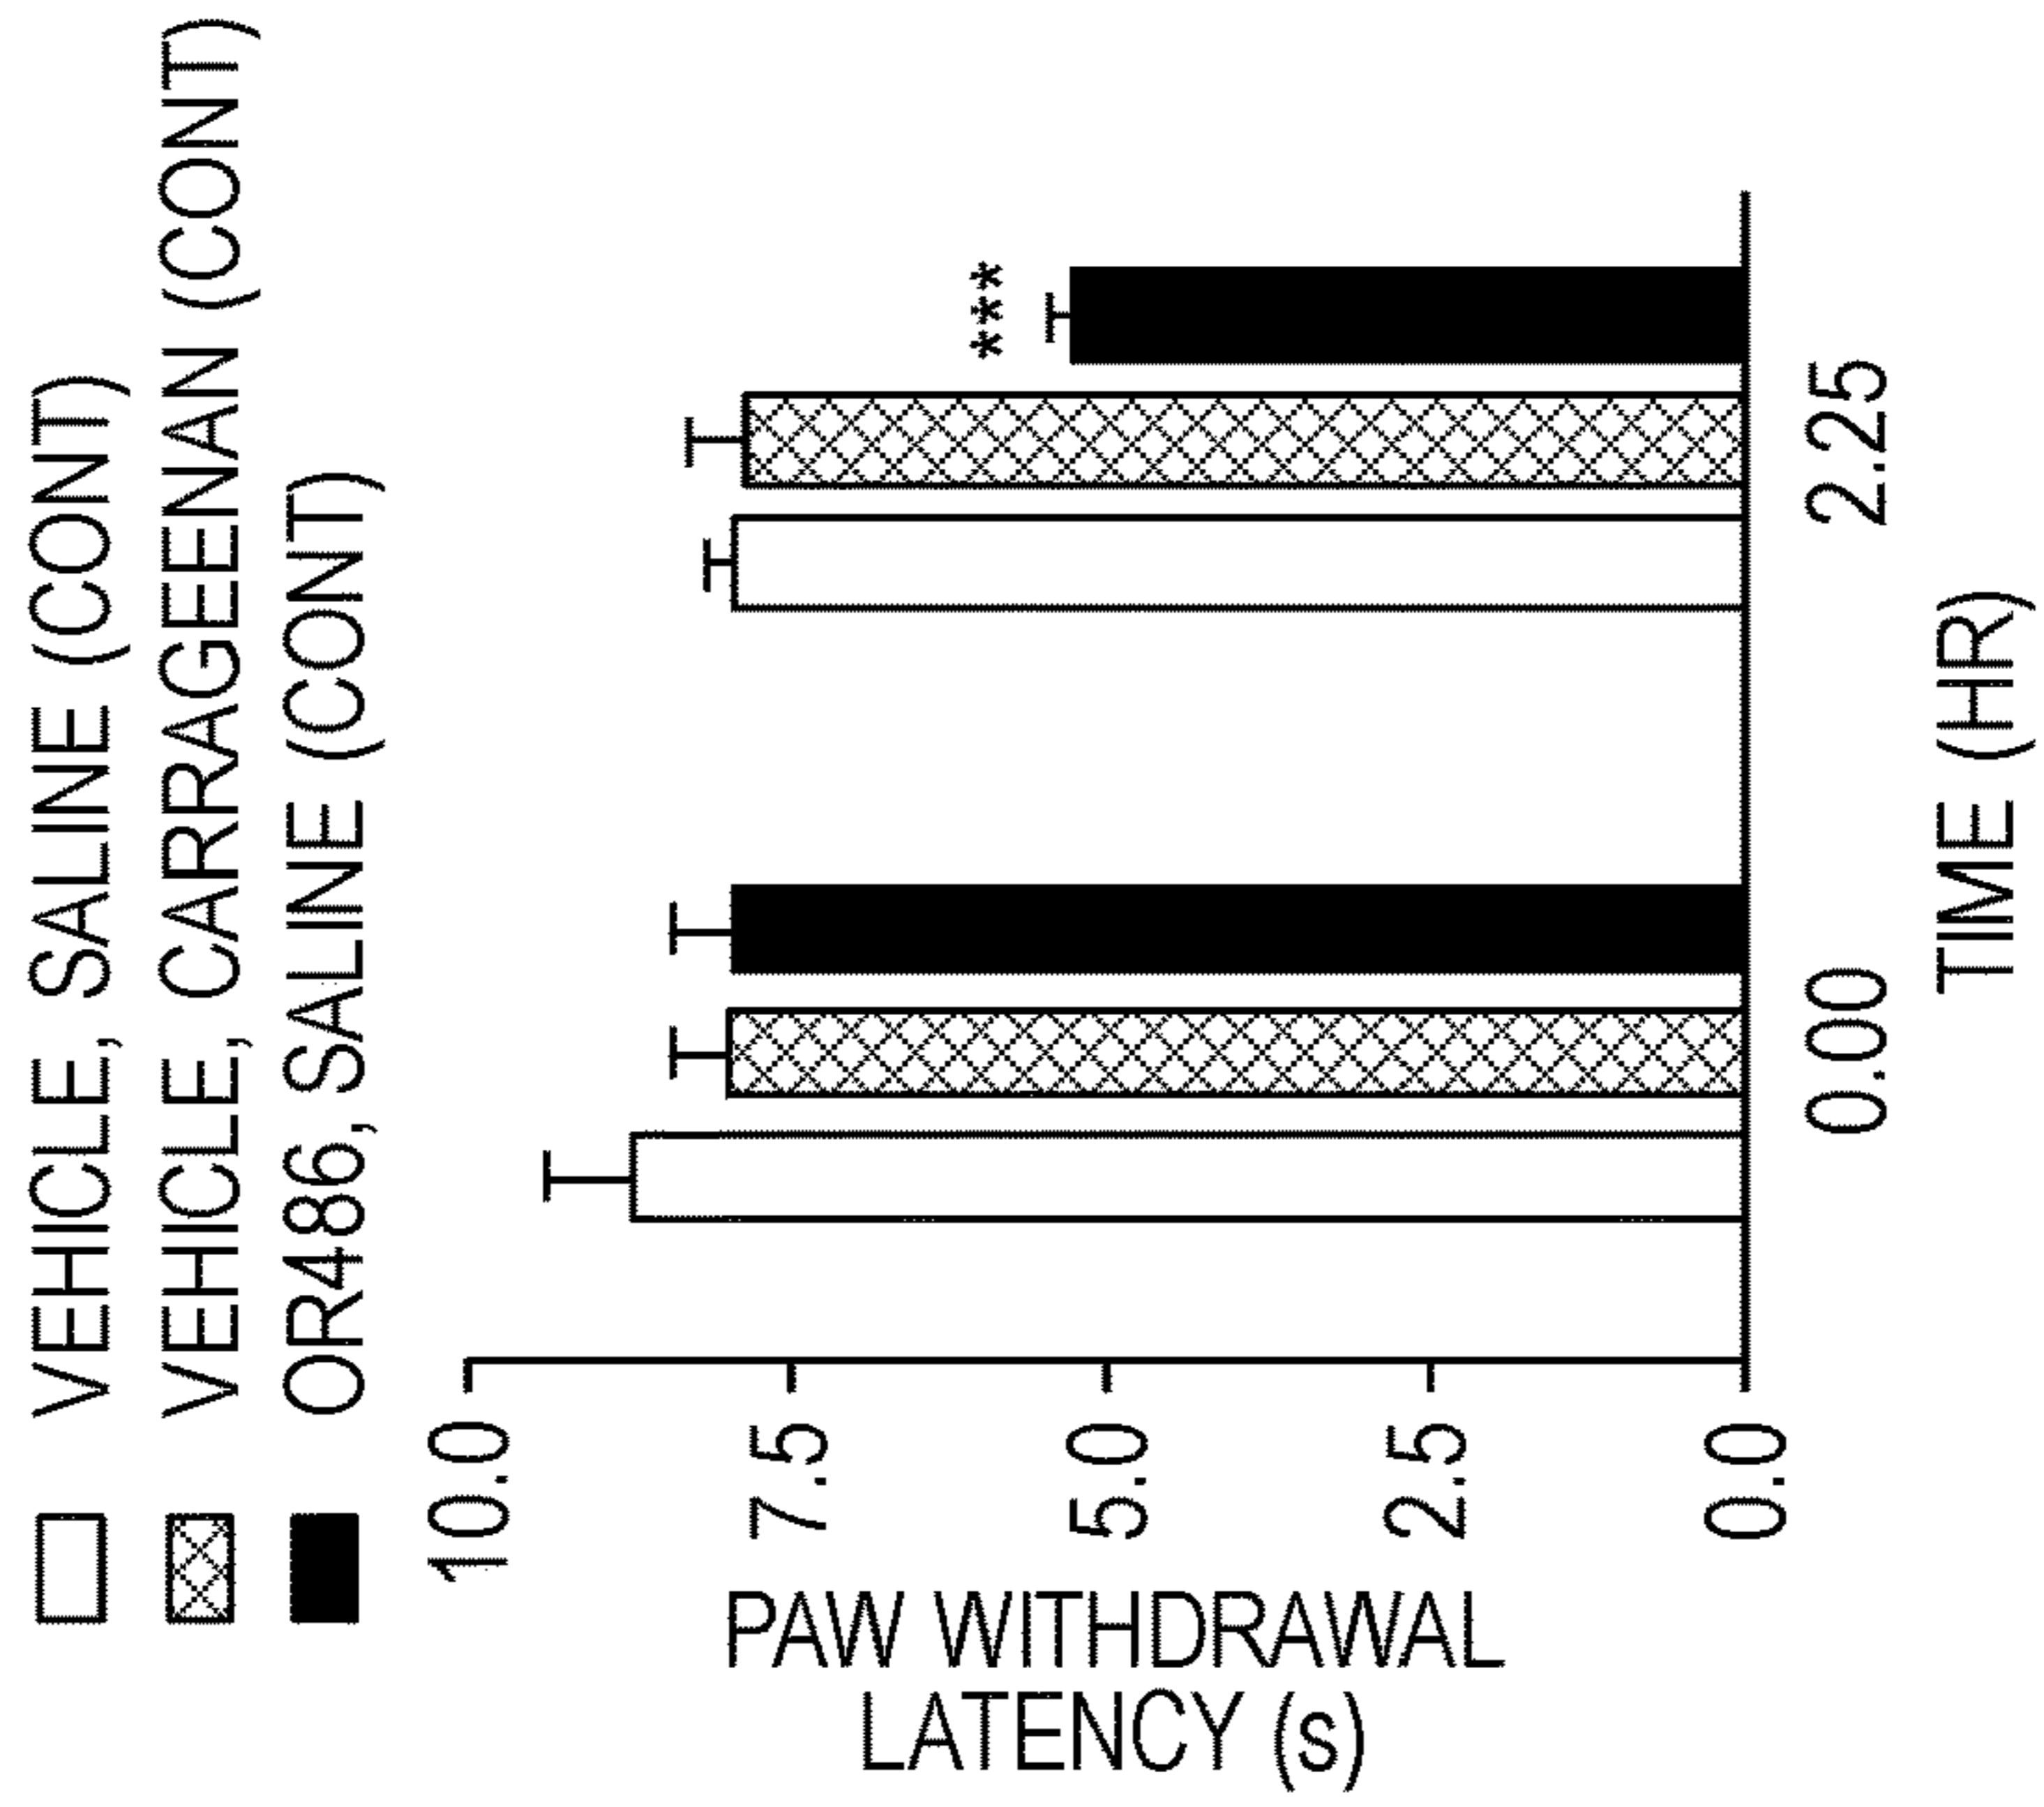 VEHICLE, SALINE (CONT)
VEHICLE, CARRAGEENAN (CONT)
OR486, SALINE (CONT)
10.0
7.5
5.0
2.5
0.0
PAW WITHDRAWAL
LATENCY (s)
***
0.00
2.25
TIME (HR)